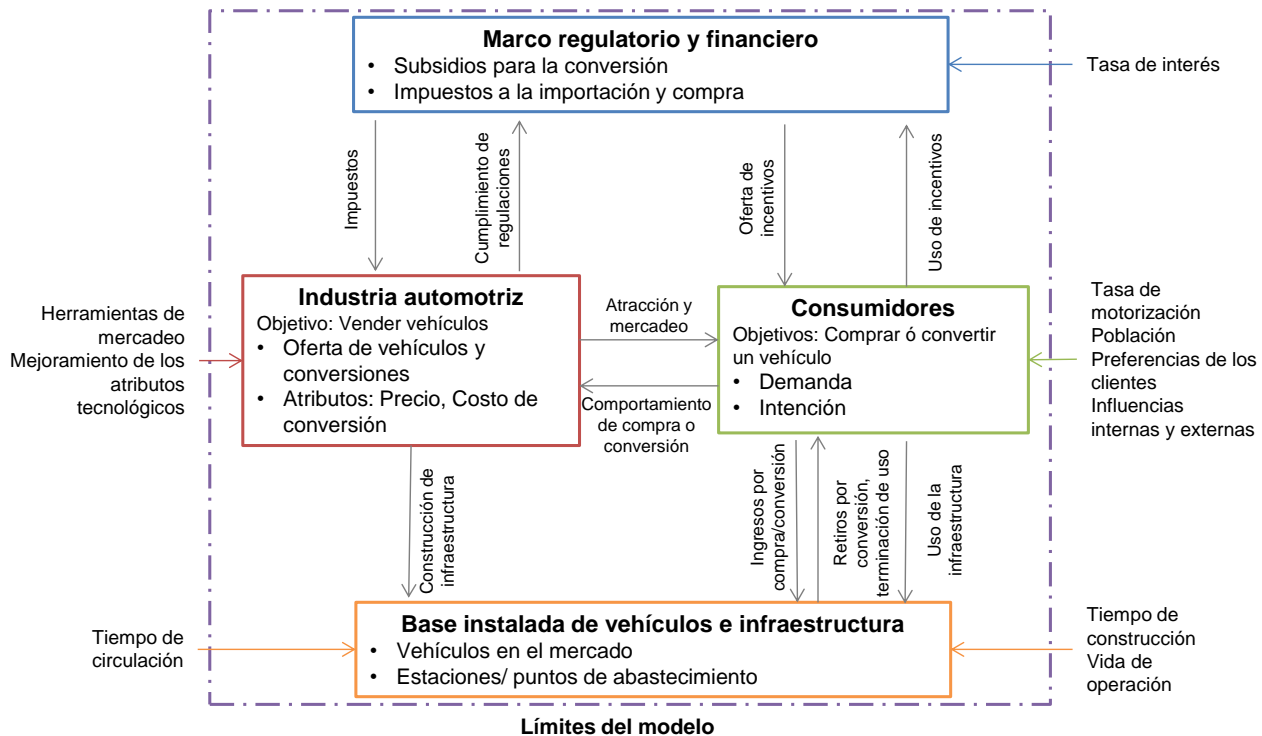 Marco regulatorio y financiero
• Subsidios para la conversión
• Impuestos a la importación y compra
Tasa de interés
Impuestos
Cumplimiento de
regulaciones
Oferta de
incentivos
Uso de incentivos
Herramientas de
mercadeo
Mejoramiento de los
atributos
tecnológicos
Industria automotriz
Objetivo: Vender vehículos
• Oferta de vehículos y
conversiones
• Atributos: Precio, Costo de
conversión
Atracción y
mercadeo
Comportamiento
de compra o
conversión
Consumidores
Objetivos: Comprar ó convertir
un vehículo
• Demanda
• Intención
Tasa de
motorización
Población
Preferencias de los
clientes
Influencias
internas y externas
Construcción de
infraestructura
Ingresos por
compra/conversión
Retiros por
conversión,
terminación de uso
Uso de la
infraestructura
Tiempo de
circulación
Base instalada de vehículos e infraestructura
• Vehículos en el mercado
• Estaciones/ puntos de abastecimiento
Tiempo de
construcción
Vida de
operación
Límites del modelo